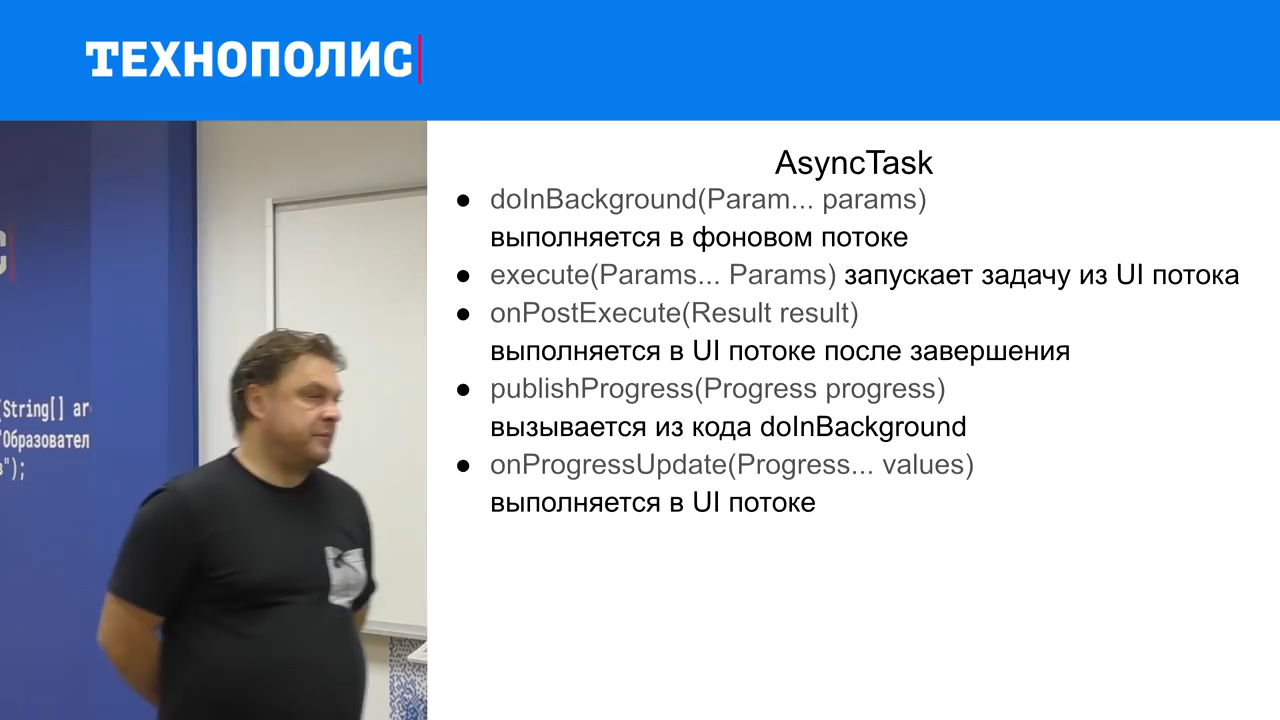 ТЕХНОПОЛИС
AsyncTask
● doInBackground(Param... params)
выполняется в фоновом потоке
● execute(Params... Params) запускает задачу из UI потока
● onPostExecute(Result result)
выполняется в UI потоке после завершения
● publishProgress(Progress progress)
вызывается из кода doInBackground
● onProgressUpdate(Progress... values)
выполняется в UI потоке
С
(String[] ar
"Образовател
");